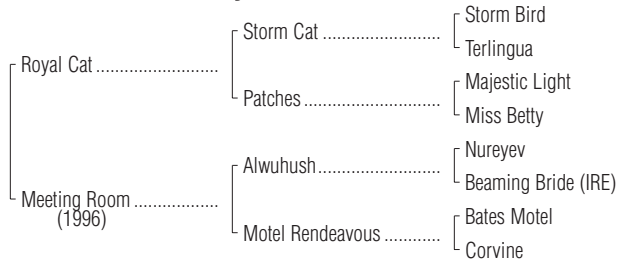 Storm Bird
Storm Cat ........................
Terlingua
Royal Cat ..........................
Majestic Light
Patches .............................
Miss Betty
Nureyev
Alwuhush..........................
Beaming Bride (IRE)
Meeting Room ..................
(1996)
Bates Motel
Motel Rendeavous ............
Corvine